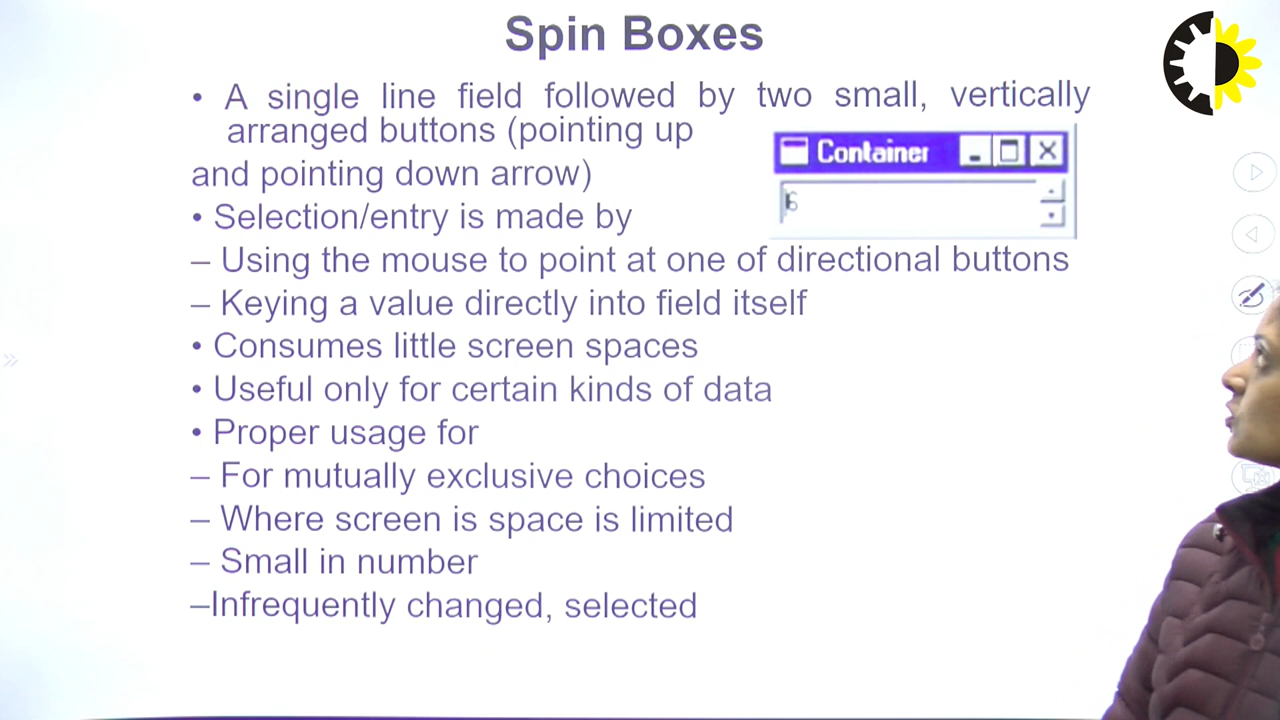 Spin Boxes
• A single line field followed by two small, vertically
arranged buttons (pointing up
and pointing down arrow)
Container
6
• Selection/entry is made by
– Using the mouse to point at one of directional buttons
– Keying a value directly into field itself
• Consumes little screen spaces
• Useful only for certain kinds of data
• Proper usage for
– For mutually exclusive choices
– Where screen is space is limited
– Small in number
–Infrequently changed, selected